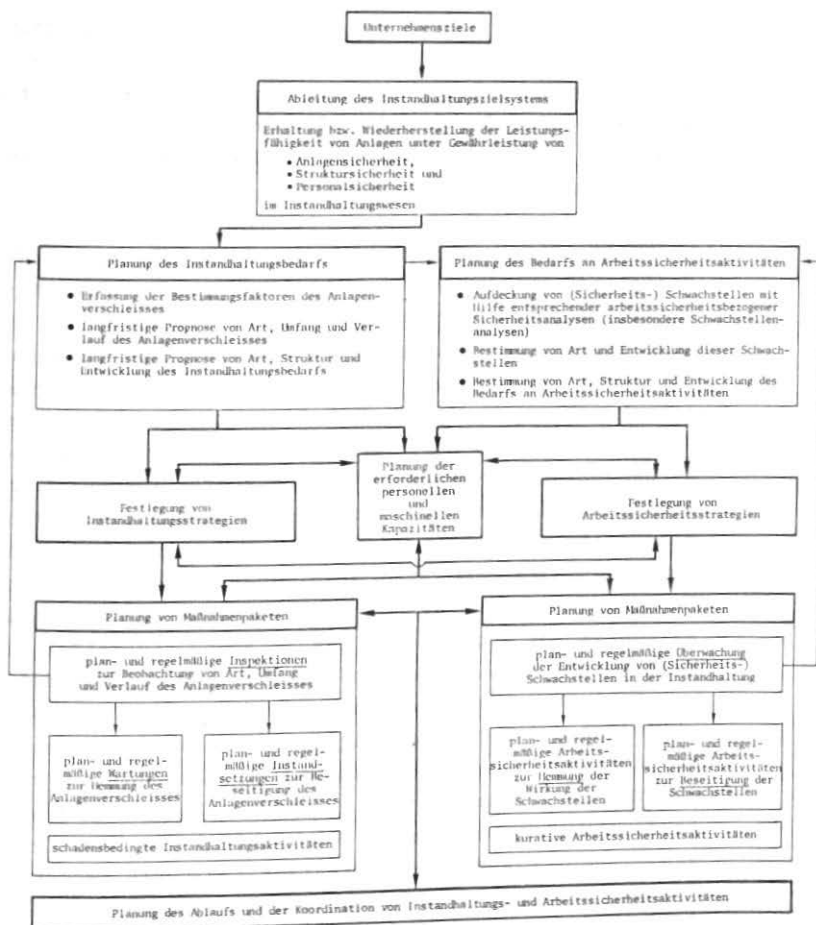 Unternehmensziele
Ableitung des Instandhaltungszielsystems
Erhaltung bzw. Wiederherstellung der Leistungs-
fähigkeit von Anlagen unter Gewährleistung von
• Anlagensicherheit,
• Struktursicherheit und
• Personalsicherheit
im Instandhaltungswesen
Planung des Instandhaltungsbedarfs
• Erfassung der Bestimmungsfaktoren des Anlagen-
verschleisses
• langfristige Prognose von Art, Umfang und Ver-
lauf des Anlagenverschleisses
• langfristige Prognose von Art, Struktur und
Entwicklung des Instandhaltungsbedarfs
Planung des Bedarfs an Arbeitssicherheitsaktivitäten
• Aufdeckung von (Sicherheits-) Schwachstellen mit
Hilfe entsprechender arbeitssicherheitsbezogener
Sicherheitsanalysen (insbesondere Schwachstellen-
analysen)
• Bestimmung von Art und Entwicklung dieser Schwach-
stellen
• Bestimmung von Art, Struktur und Entwicklung des
Bedarfs an Arbeitssicherheitsaktivitäten
Festlegung von
Instandhaltungsstrategien
Planung der
erforderlichen
personellen
und
maschinellen
Kapazitäten
Festlegung von
Arbeitssicherheitsstrategien
Planung von Maßnahmenpaketen
plan- und regelmäßige Inspektionen
zur Beobachtung von Art, Umfang
und Verlauf des Anlagenverschleisses
plan- und regel-
mäßige Wartungen
zur Hemmung des
Anlagenverschleisses
plan- und regel-
mäßige Instand-
setzungen zur Be-
seitigung des
Anlagenverschleisses
schadensbedingte Instandhaltungsaktivitäten
Planung von Maßnahmenpaketen
plan- und regelmäßige Überwachung
der Entwicklung von (Sicherheits-)
Schwachstellen in der Instandhaltung
plan- und regel-
mäßige Arbeits-
sicherheitsaktivitäten
zur Hemmung der
Wirkung der
Schwachstellen
plan- und regel-
mäßige Arbeits-
sicherheitsaktivitäten
zur Beseitigung der
Schwachstellen
kurative Arbeitssicherheitsaktivitäten
Planung des Ablaufs und der Koordination von Instandhaltungs- und Arbeitssicherheitsaktivitäten